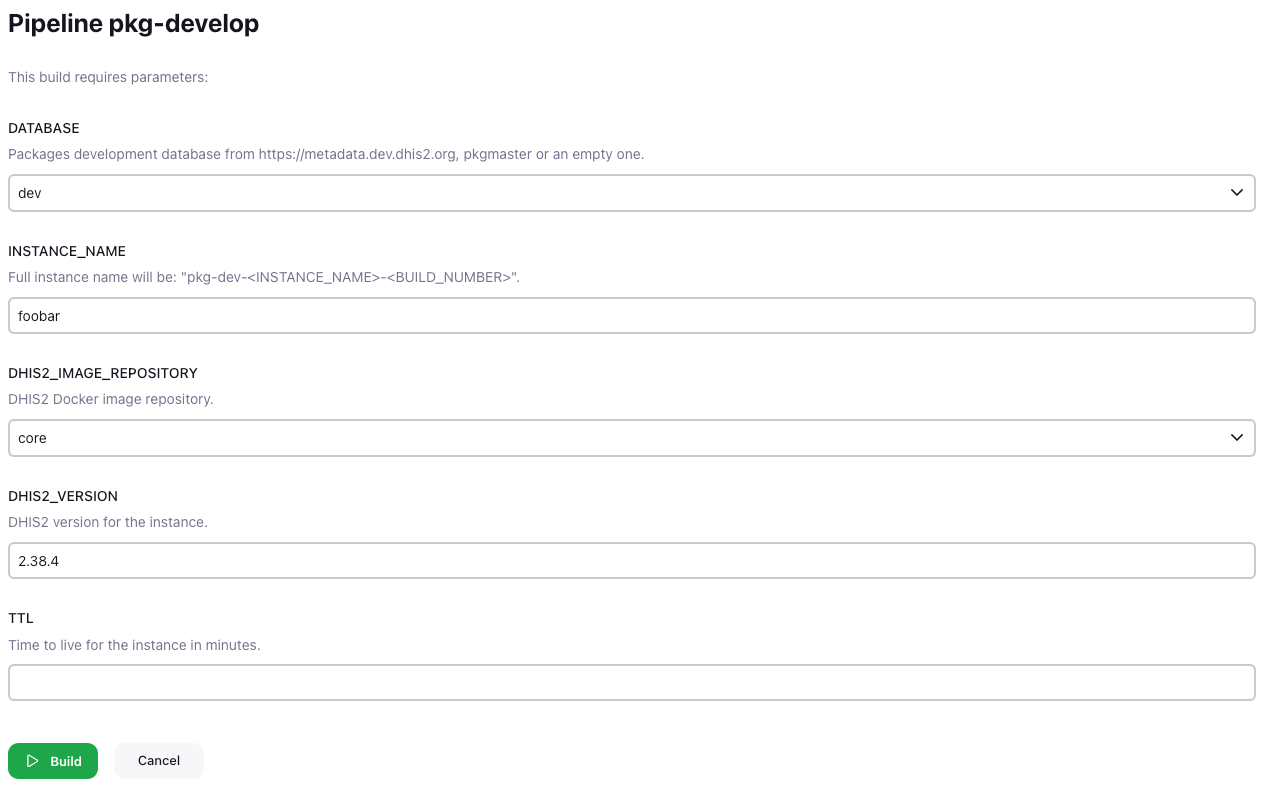 Pipeline pkg-develop
This build requires parameters:
DATABASE
Packages development database from https://metadata.dev.dhis2.org, pkgmaster or an empty one.
dev
INSTANCE_NAME
Full instance name will be: "pkg-dev-<INSTANCE_NAME>-<BUILD_NUMBER>".
foobar
DHIS2_IMAGE_REPOSITORY
DHIS2 Docker image repository.
core
DHIS2_VERSION
DHIS2 version for the instance.
2.38.4
TTL
Time to live for the instance in minutes.
Build
Cancel